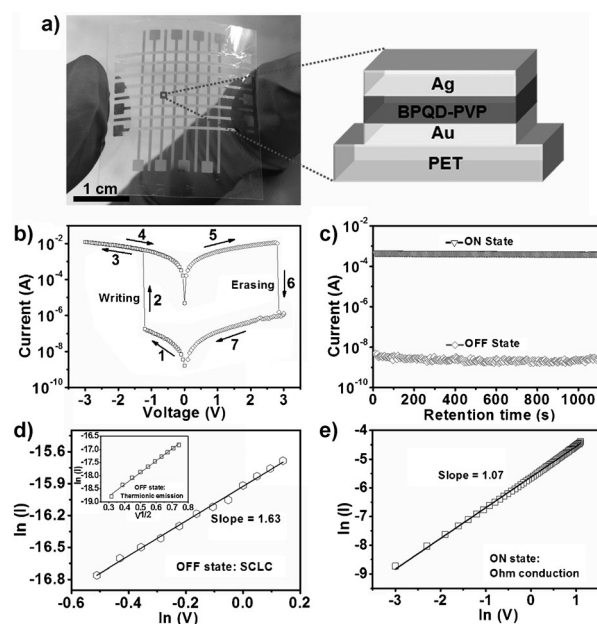 a)
1 cm
Ag
BPQD-PVP
Au
PET
b)
Current (A)
10-2
10-4
10-6
10-8
10-10
4
5
3
Writing
2
Erasing
6
1
7
-3 -2 -1 0 1 2 3
Voltage (V)
c)
Current (A)
10-2
10-4
10-6
10-8
10-10
ON State
OFF State
0 200 400 600 800 1000
Retention time (s)
d)
ln (I)
-15.6
-15.9
-16.2
-16.5
-16.8
ln (I)
-16.5
-17.0
-17.5
-18.0
-18.5
-19.0
OFF state:
Thermionic emission
0.3 0.4 0.5 0.6 0.7 0.8
V1/2
Slope = 1.63
OFF state: SCLC
-0.6 -0.4 -0.2 0.0 0.2
ln (V)
e)
ln (I)
-4
-5
-6
-7
-8
-9
Slope = 1.07
ON state:
Ohm conduction
-3 -2 -1 0 1
ln (V)